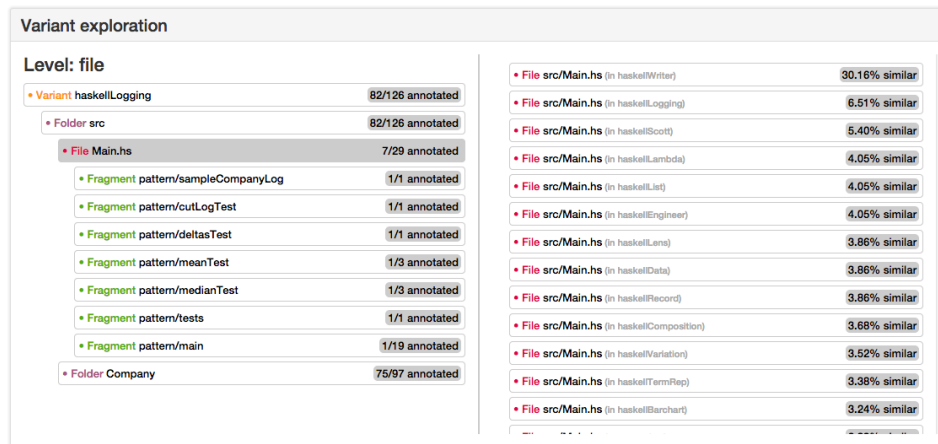 Variant exploration
Level: file
• Variant haskellLogging 82/126 annotated
• Folder src 82/126 annotated
• File Main.hs 7/29 annotated
• Fragment pattern/sampleCompanyLog 1/1 annotated
• Fragment pattern/cutLogTest 1/1 annotated
• Fragment pattern/deltasTest 1/1 annotated
• Fragment pattern/meanTest 1/3 annotated
• Fragment pattern/medianTest 1/3 annotated
• Fragment pattern/tests 1/1 annotated
• Fragment pattern/main 1/19 annotated
• Folder Company 75/97 annotated
• File src/Main.hs (in haskellWriter) 30.16% similar
• File src/Main.hs (in haskellLogging) 6.51% similar
• File src/Main.hs (in haskellScott) 5.40% similar
• File src/Main.hs (in haskellLambda) 4.05% similar
• File src/Main.hs (in haskellList) 4.05% similar
• File src/Main.hs (in haskellEngineer) 4.05% similar
• File src/Main.hs (in haskellLens) 3.86% similar
• File src/Main.hs (in haskellData) 3.86% similar
• File src/Main.hs (in haskellRecord) 3.86% similar
• File src/Main.hs (in haskellComposition) 3.68% similar
• File src/Main.hs (in haskellVariation) 3.52% similar
• File src/Main.hs (in haskellTermRep) 3.38% similar
• File src/Main.hs (in haskellBarchart) 3.24% similar